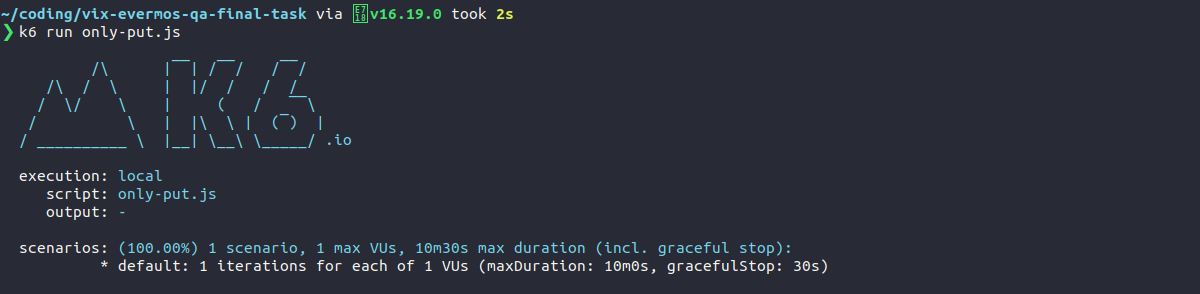 ~/coding/vix-evermos-qa-final-task via v16.19.0 took 2s
❯ k6 run only-put.js
          /\      |‾‾| /‾‾/   /‾‾/
     /\  /  \     |  |/  /   /  /
    /  \/    \    |     (   /   ‾‾\
   /          \   |  |\  \ |  (‾)  |
  / __________ \  |__| \__\ \_____/ .io
execution: local
script: only-put.js
output: -
scenarios: (100.00%) 1 scenario, 1 max VUs, 10m30s max duration (incl. graceful stop):
* default: 1 iterations for each of 1 VUs (maxDuration: 10m0s, gracefulStop: 30s)